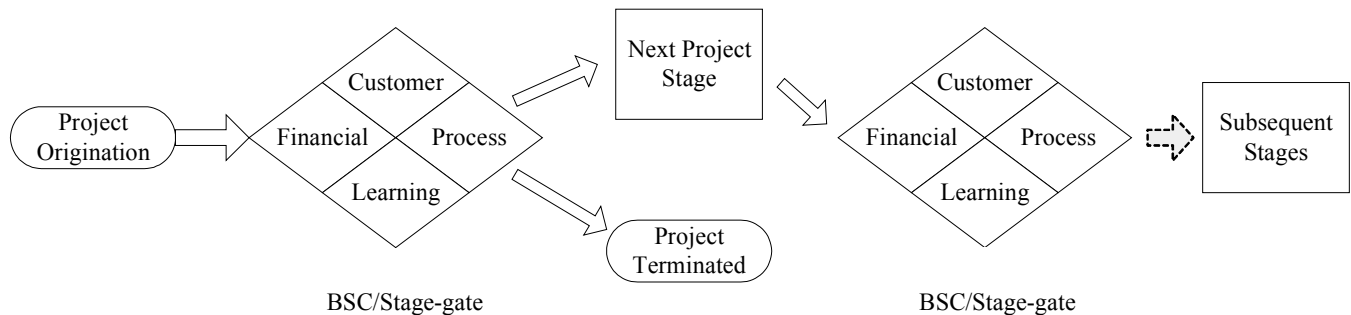 Project
Origination
Customer
Financial
Process
Learning
BSC/Stage-gate
Next Project
Stage
Project
Terminated
Customer
Financial
Process
Learning
BSC/Stage-gate
Subsequent
Stages